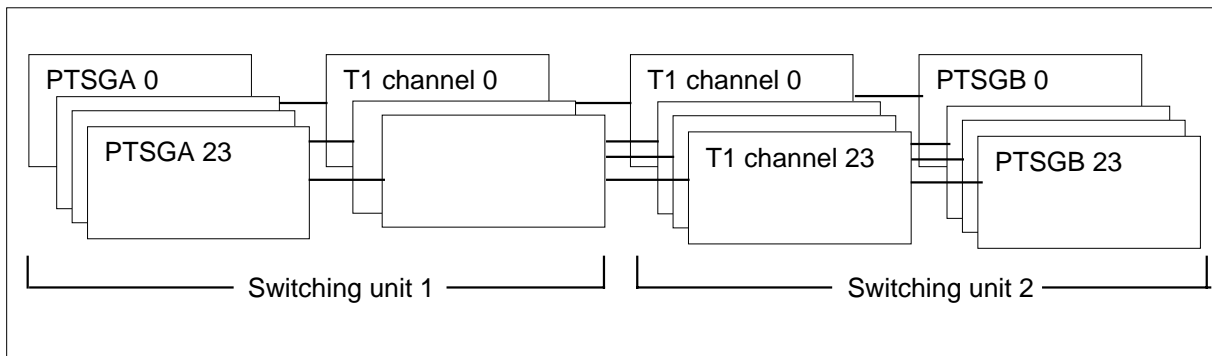 PTSGA 0
T1 channel 0
T1 channel 0
PTSGB 0
PTSGA 23
T1 channel 23
PTSGB 23
Switching unit 1
Switching unit 2